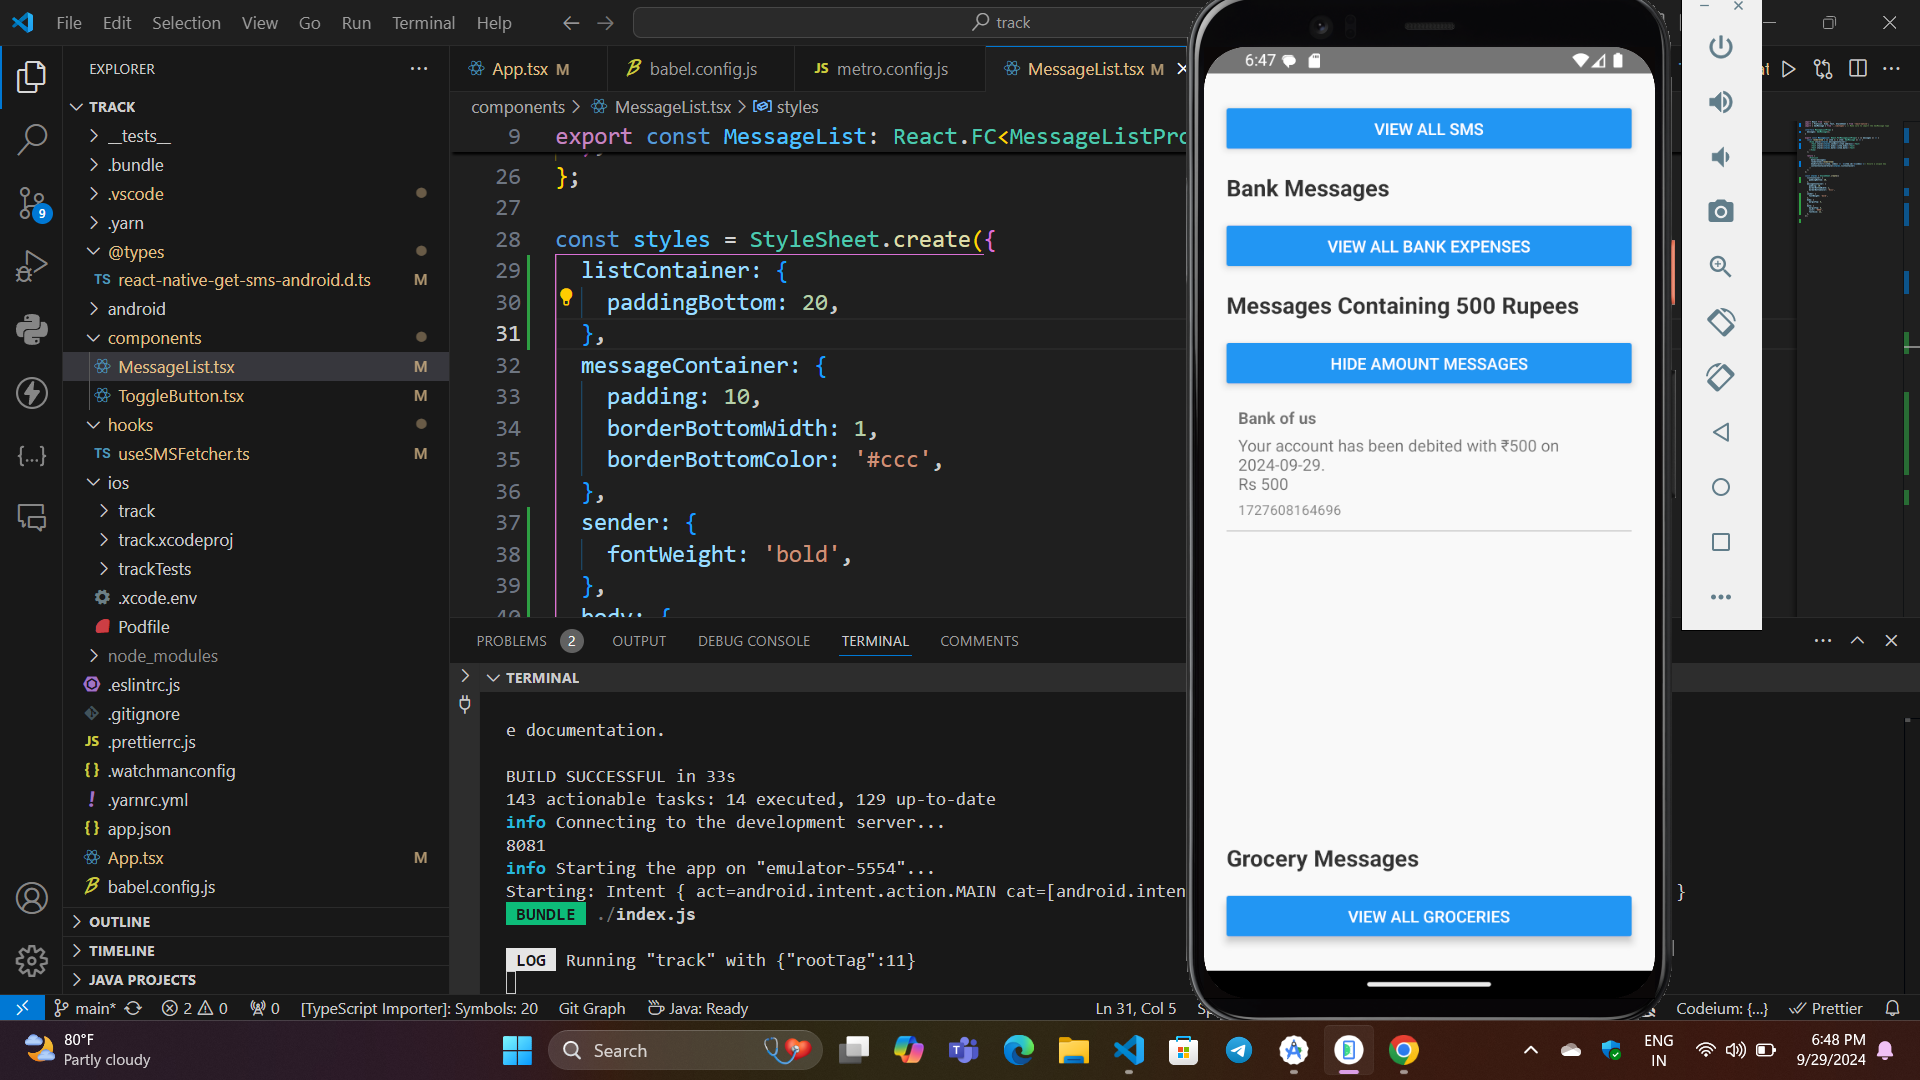 File Edit Selection View Go Run Terminal Help
track
EXPLORER
TRACK
__tests__
.bundle
.vscode
.yarn
@types
TS react-native-get-sms-android.d.ts M
android
components
MessageList.tsx M
ToggleButton.tsx M
hooks
TS useSMSFetcher.ts M
ios
track
track.xcodeproj
trackTests
.xcode.env
Podfile
node_modules
.eslintrc.js
.gitignore
JS .prettierrc.js
{} .watchmanconfig
! .yarnrc.yml
{} app.json
App.tsx M
babel.config.js
OUTLINE
TIMELINE
JAVA PROJECTS
9
App.tsx M
babel.config.js
JS metro.config.js
MessageList.tsx M
components > MessageList.tsx > styles
9 export const MessageList: React.FC<MessageListPro
26 };
27
28 const styles = StyleSheet.create({
29 listContainer: {
30 paddingBottom: 20,
31 },
32 messageContainer: {
33 padding: 10,
34 borderBottomWidth: 1,
35 borderBottomColor: '#ccc',
36 },
37 sender: {
38 fontWeight: 'bold',
39 },
40 body: {
PROBLEMS 2 OUTPUT DEBUG CONSOLE TERMINAL COMMENTS
TERMINAL
e documentation.
BUILD SUCCESSFUL in 33s
143 actionable tasks: 14 executed, 129 up-to-date
info Connecting to the development server...
8081
info Starting the app on "emulator-5554"...
Starting: Intent { act=android.intent.action.MAIN cat=[android.inten
}
BUNDLE ./index.js
LOG Running "track" with {"rootTag":11}
6:47
VIEW ALL SMS
Bank Messages
VIEW ALL BANK EXPENSES
Messages Containing 500 Rupees
HIDE AMOUNT MESSAGES
Bank of us
Your account has been debited with ₹500 on
2024-09-29.
Rs 500
1727608164696
Grocery Messages
VIEW ALL GROCERIES
main* 2 0 0 [TypeScript Importer]: Symbols: 20 Git Graph Java: Ready Ln 31, Col 5 Codeium: {...} Prettier
80°F
Partly cloudy
Search
ENG
IN
6:48 PM
9/29/2024